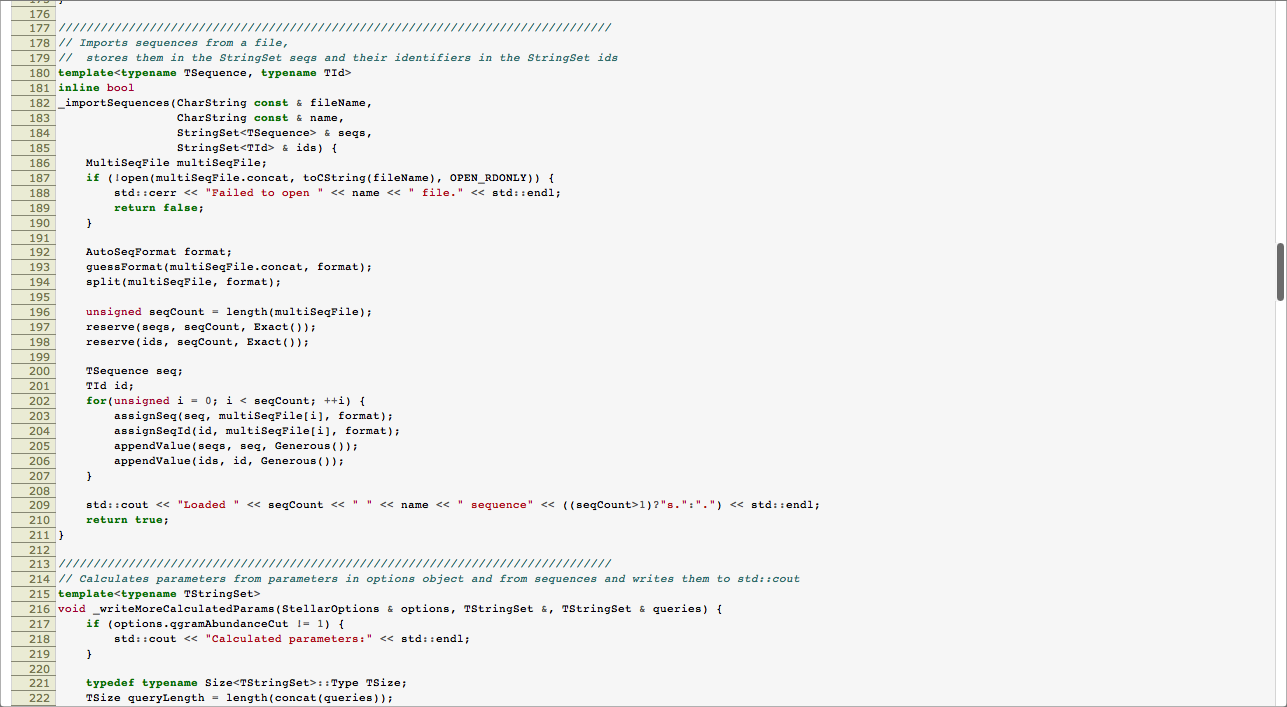 175 }
176
177 ///////////////////////////////////////////////////////////////////////////////
178 // Imports sequences from a file,
179 //  stores them in the StringSet seqs and their identifiers in the StringSet ids
180 template<typename TSequence, typename TId>
181 inline bool
182 _importSequences(CharString const & fileName,
183                  CharString const & name,
184                  StringSet<TSequence> & seqs,
185                  StringSet<TId> & ids) {
186     MultiSeqFile multiSeqFile;
187     if (!open(multiSeqFile.concat, toCString(fileName), OPEN_RDONLY)) {
188         std::cerr << "Failed to open " << name << " file." << std::endl;
189         return false;
190     }
191
192     AutoSeqFormat format;
193     guessFormat(multiSeqFile.concat, format);
194     split(multiSeqFile, format);
195
196     unsigned seqCount = length(multiSeqFile);
197     reserve(seqs, seqCount, Exact());
198     reserve(ids, seqCount, Exact());
199
200     TSequence seq;
201     TId id;
202     for(unsigned i = 0; i < seqCount; ++i) {
203         assignSeq(seq, multiSeqFile[i], format);
204         assignSeqId(id, multiSeqFile[i], format);
205         appendValue(seqs, seq, Generous());
206         appendValue(ids, id, Generous());
207     }
208
209     std::cout << "Loaded " << seqCount << " " << name << " sequence" << ((seqCount>1)?"s.":".") << std::endl;
210     return true;
211 }
212
213 ///////////////////////////////////////////////////////////////////////////////
214 // Calculates parameters from parameters in options object and from sequences and writes them to std::cout
215 template<typename TStringSet>
216 void _writeMoreCalculatedParams(StellarOptions & options, TStringSet &, TStringSet & queries) {
217     if (options.qgramAbundanceCut != 1) {
218         std::cout << "Calculated parameters:" << std::endl;
219     }
220
221     typedef typename Size<TStringSet>::Type TSize;
222     TSize queryLength = length(concat(queries));